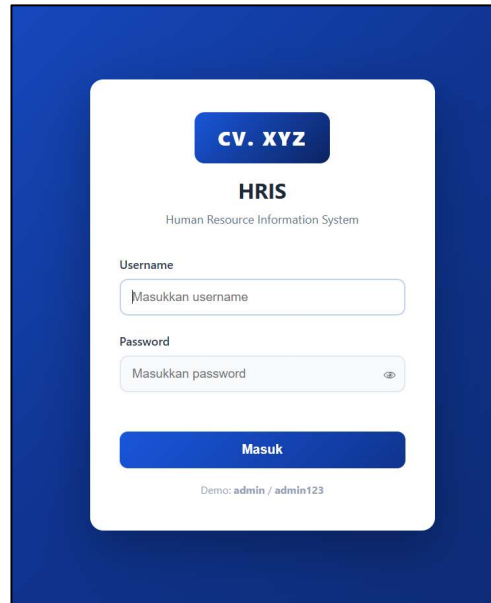 CV. XYZ
HRIS
Human Resource Information System
Username
Masukkan username
Password
Masukkan password
Masuk
Demo: admin / admin123